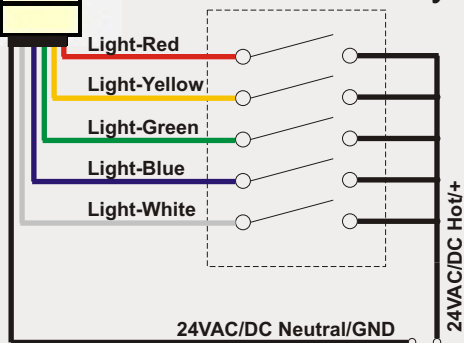 Light-Red
Light-Yellow
Light-Green
Light-Blue
Light-White
24VAC/DC Hot/+
24VAC/DC Neutral/GND